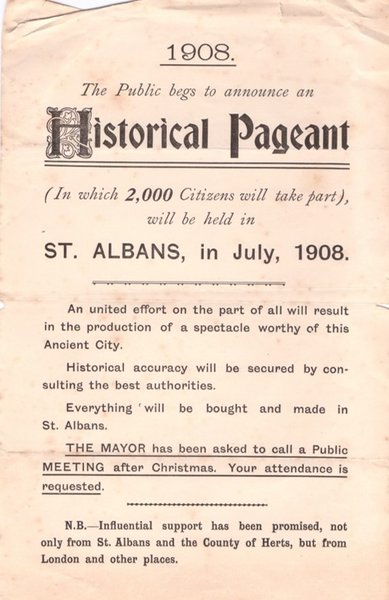 1908.
The Public begs to announce an
Historical Pageant
(In which 2,000 Citizens will take part),
will be held in
ST. ALBANS, in July, 1908.
An united effort on the part of all will result
in the production of a spectacle worthy of this
Ancient City.
Historical accuracy will be secured by con-
sulting the best authorities.
Everything will be bought and made in
St. Albans.
THE MAYOR has been asked to call a Public
MEETING after Christmas. Your attendance is
requested.
N.B.—Influential support has been promised, not
only from St. Albans and the County of Herts, but from
London and other places.